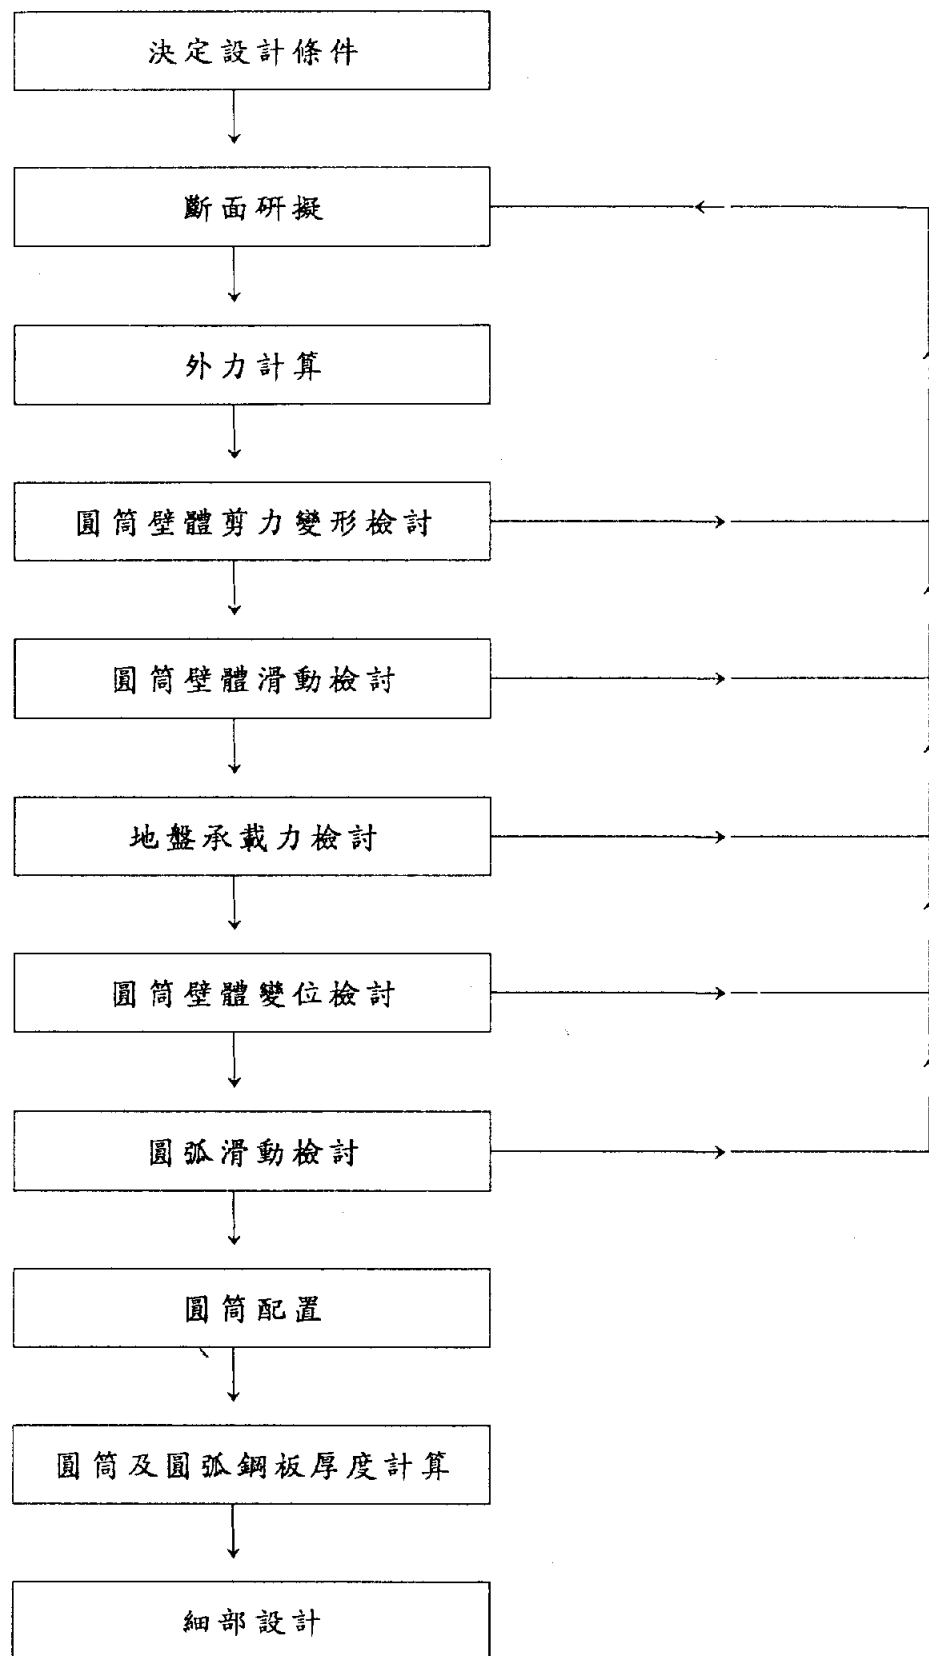 決定設計條件
斷面研擬
外力計算
圓筒壁體剪力變形檢討
圓筒壁體滑動檢討
地盤承載力檢討
圓筒壁體變位檢討
圓弧滑動檢討
圓筒配置
圓筒及圓弧鋼板厚度計算
細部設計